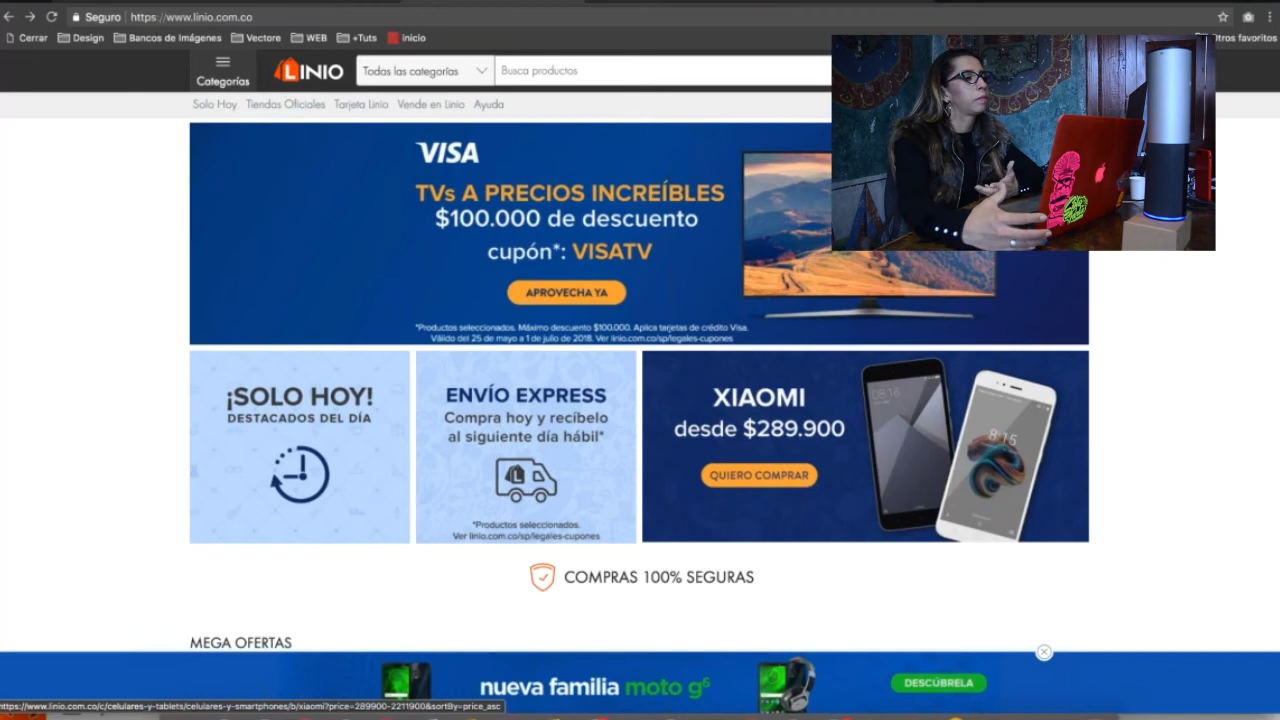 Seguro
https://www.linio.com.co
Cerrar
Design
Bancos de Imágenes
Vectore
WEB
+Tuts
inicio
otros favoritos
Categorías
LINIO
Todas las categorías
Busca productos
Solo Hoy
Tiendas Oficiales
Tarjeta Linio
Vende en Linio
Ayuda
VISA
TVs A PRECIOS INCREÍBLES
$100.000 de descuento
cupón*: VISATV
APROVECHA YA
*Productos seleccionados. Máximo descuento $100.000. Aplica tarjetas de crédito Visa.
Válido del 25 de mayo a 1 de julio de 2018. Ver linio.com.co/sp/legales-cupones
¡SOLO HOY!
DESTACADOS DEL DÍA
ENVÍO EXPRESS
Compra hoy y recíbelo
al siguiente día hábil*
*Productos seleccionados.
Ver linio.com.co/sp/legales-cupones
XIAOMI
desde $289.900
QUIERO COMPRAR
08:16
8:15
COMPRAS 100% SEGURAS
MEGA OFERTAS
nueva familia moto g6
DESCÚBRELA
https://www.linio.com.co/c/celulares-y-tablets/celulares-y-smartphones/b/xiaomi?price=289900-2211900&sortBy=price_asc